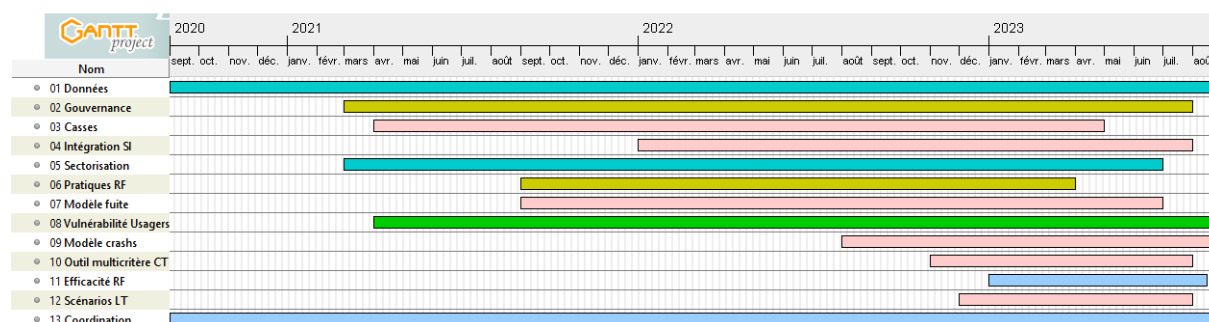 GANTT project
2020 2021 2022 2023
sept. oct. nov. déc. janv. févr. mars avr. mai juin juil. août sept. oct. nov. déc. janv. févr. mars avr. mai juin juil. août sept. oct. nov. déc. janv. févr. mars avr. mai juin juil. aoû
Nom
01 Données
02 Gouvernance
03 Casses
04 Intégration SI
05 Sectorisation
06 Pratiques RF
07 Modèle fuite
08 Vulnérabilité Usagers
09 Modèle crashs
10 Outil multicritère CT
11 Efficacité RF
12 Scénarios LT
13 Coordination